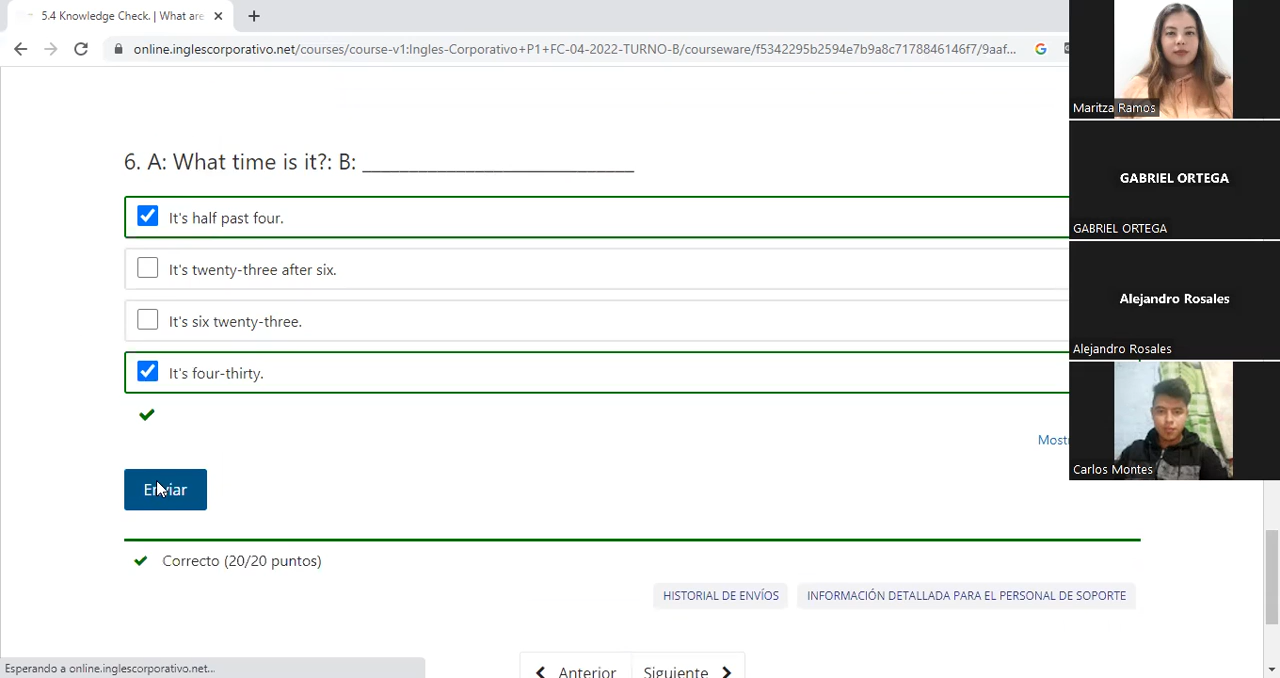 5.4 Knowledge Check. | What are
online.inglescorporativo.net/courses/course-v1:Ingles-Corporativo+P1+FC-04-2022-TURNO-B/courseware/f5342295b2594e7b9a8c7178846146f7/9aaf...
6. A: What time is it?: B: ____________________________
It's half past four.
It's twenty-three after six.
It's six twenty-three.
It's four-thirty.
Most
Enviar
Correcto (20/20 puntos)
HISTORIAL DE ENVÍOS
INFORMACIÓN DETALLADA PARA EL PERSONAL DE SOPORTE
Anterior
Siguiente
Esperando a online.inglescorporativo.net...
Maritza Ramos
GABRIEL ORTEGA
GABRIEL ORTEGA
Alejandro Rosales
Alejandro Rosales
Carlos Montes